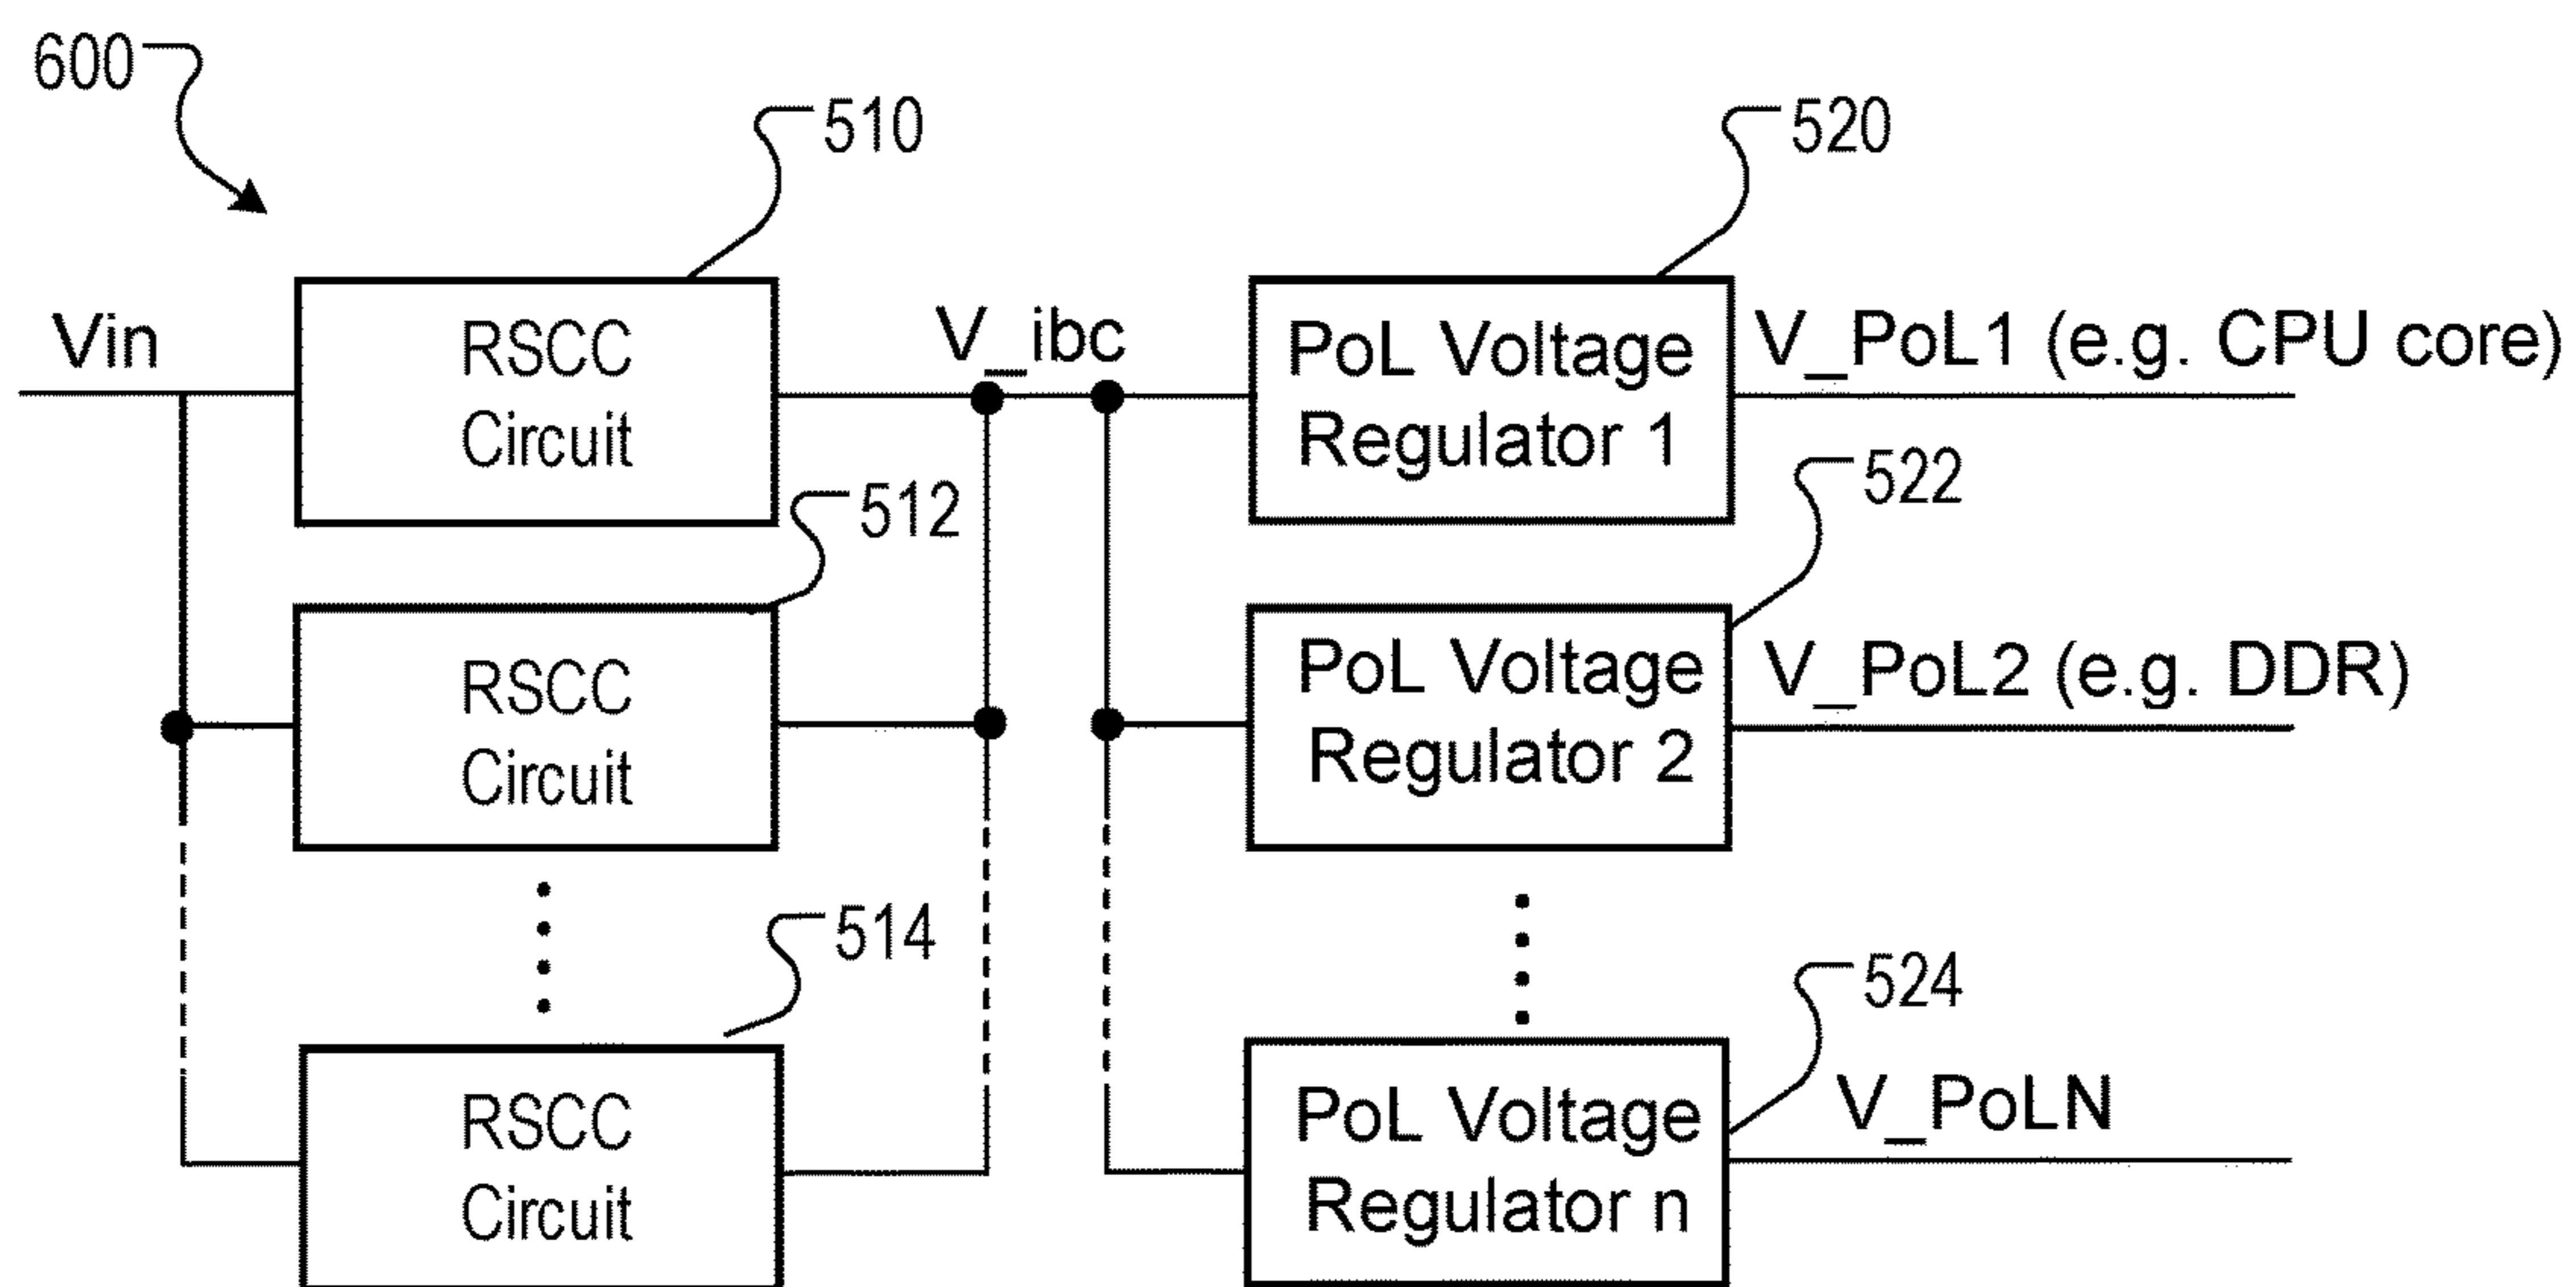 600
510
520
Vin
RSCC
Circuit
V_ibc
PoL Voltage
Regulator 1
V_PoL1 (e.g. CPU core)
512
522
RSCC
Circuit
PoL Voltage
Regulator 2
V_PoL2 (e.g. DDR)
514
524
RSCC
Circuit
PoL Voltage
Regulator n
V_PoLN